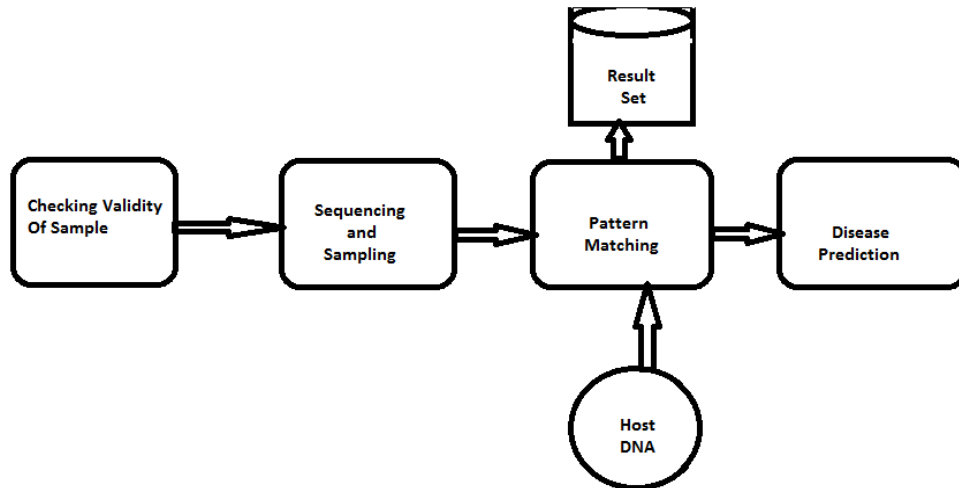 Result
Set
Checking Validity
Of Sample
Sequencing
and
Sampling
Pattern
Matching
Disease
Prediction
Host
DNA